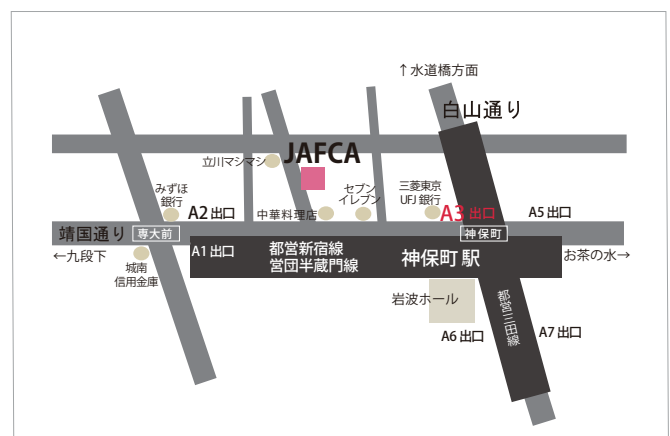 ↑水道橋方面
白山通り
JAFCA
立川マシマシ
みずほ
銀行
A2 出口
中華料理店
セブン
イレブン
三菱東京
UFJ 銀行
A3 出口
A5 出口
靖国通り
専大前
神保町
←九段下
A1 出口
都営新宿線
営団半蔵門線
神保町 駅
お茶の水→
城南
信用金庫
岩波ホール
都営三田線
A6 出口
A7 出口